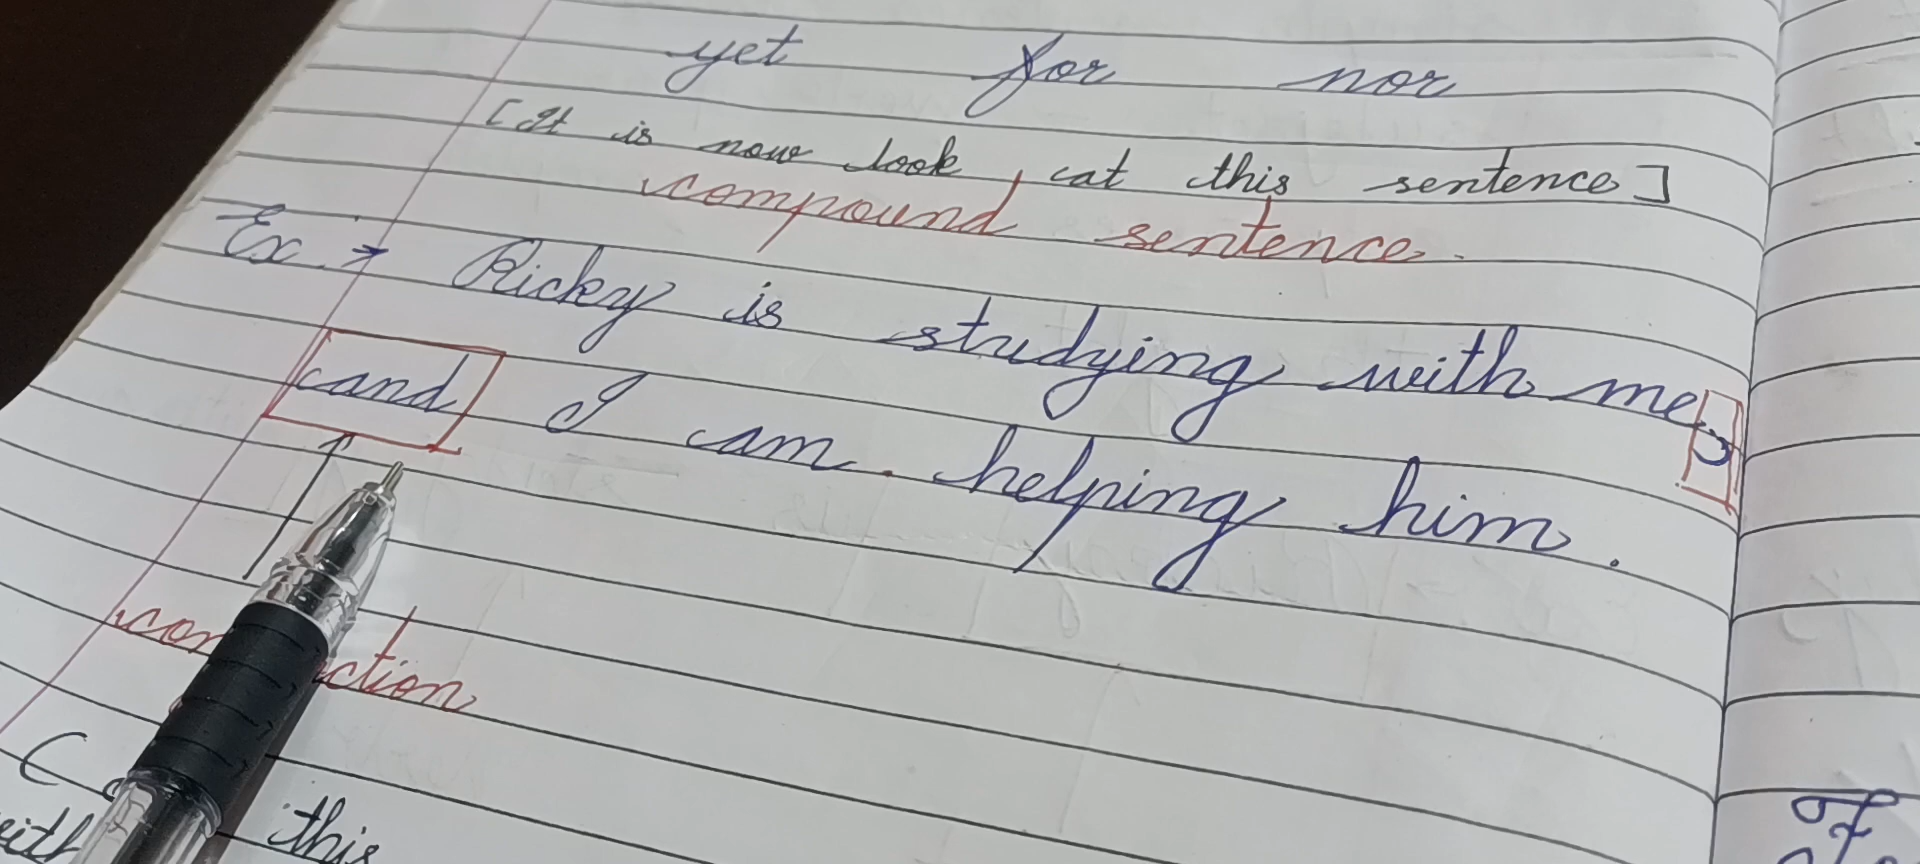 yet for nor
[It is now look at this sentence]
compound sentence.
Ex:→ Ricky is studying with me,
and I am helping him.
this